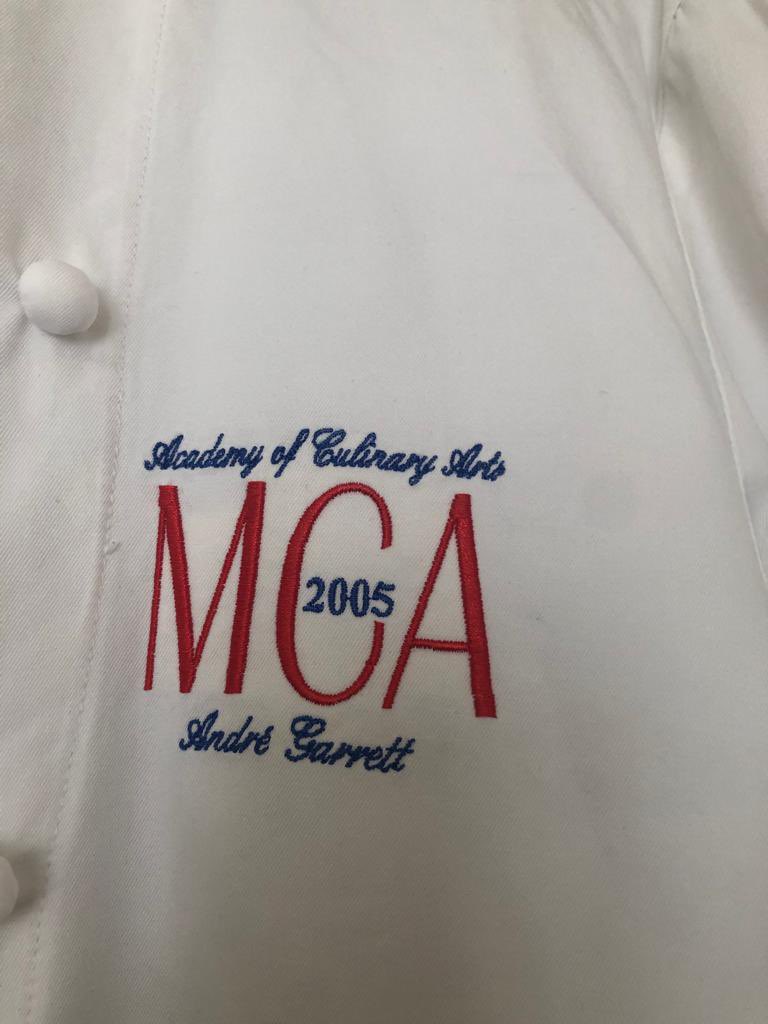 Academy of Culinary Arts
MCA
2005
André Garrett